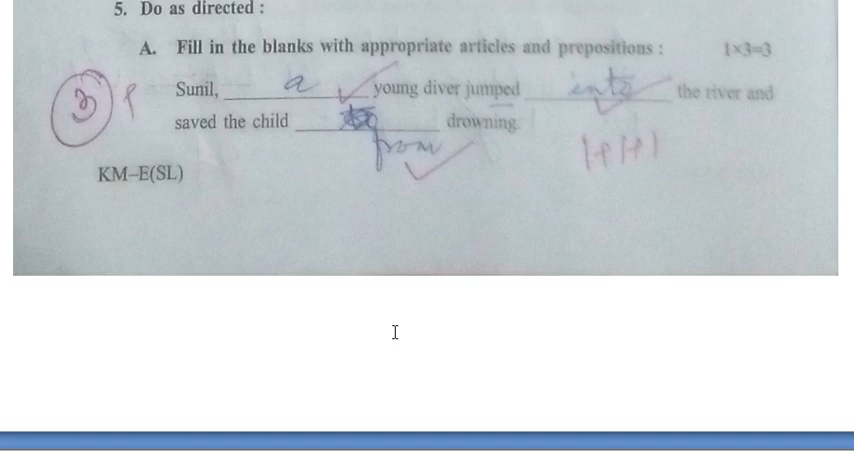 5. Do as directed :
A. Fill in the blanks with appropriate articles and prepositions : 1×3=3
Sunil, a young diver jumped into the river and
saved the child from drowning.
3
1+1+1
KM-E(SL)